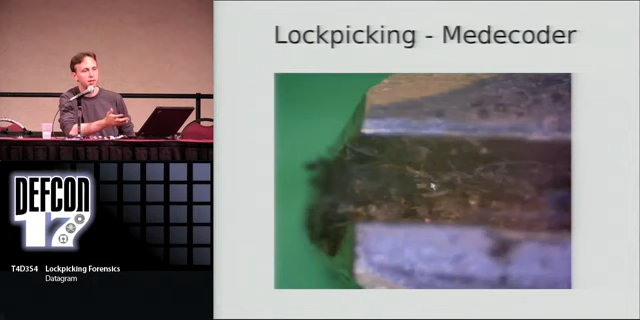 Lockpicking - Medecoder
DEFCON
17
T4D3S4 Lockpicking Forensics
Datagram